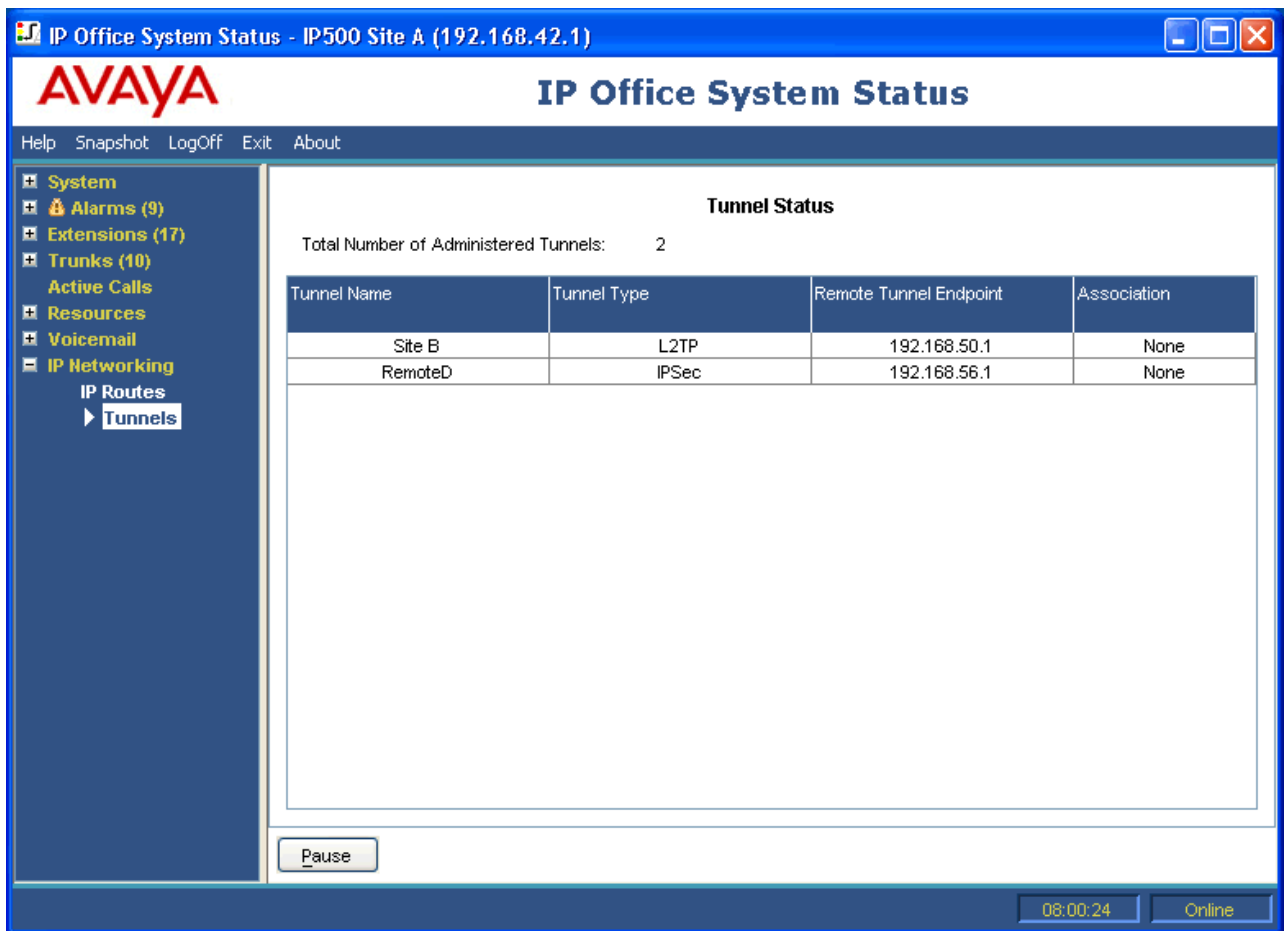 IP Office System Status - IP500 Site A (192.168.42.1)
AVAYA
IP Office System Status
Help Snapshot LogOff Exit About
System
Alarms (9)
Extensions (17)
Trunks (10)
Active Calls
Resources
Voicemail
IP Networking
IP Routes
Tunnels
Tunnel Status
Total Number of Administered Tunnels: 2
Tunnel Name Tunnel Type Remote Tunnel Endpoint Association
Site B L2TP 192.168.50.1 None
RemoteD IPSec 192.168.56.1 None
Pause
08:00:24 Online